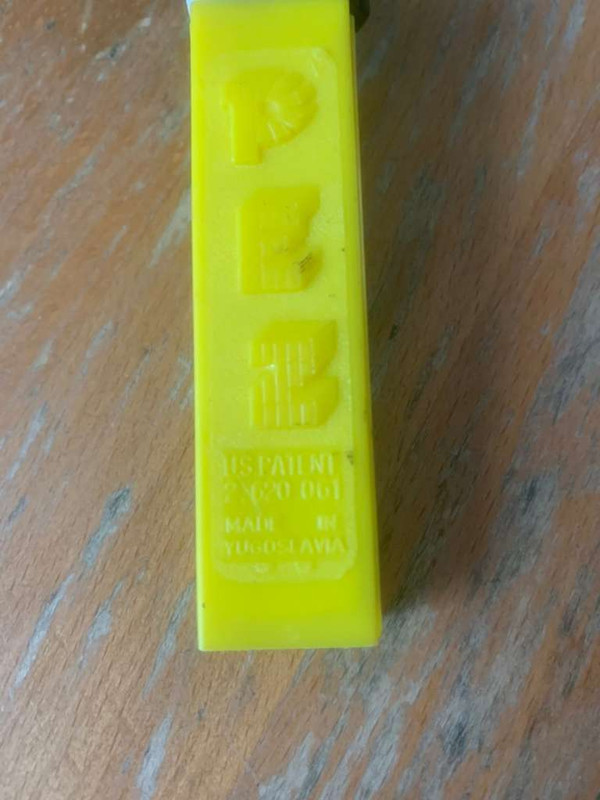 PEZ
US PATENT
2 620 061
MADE IN
YUGOSLAVIA